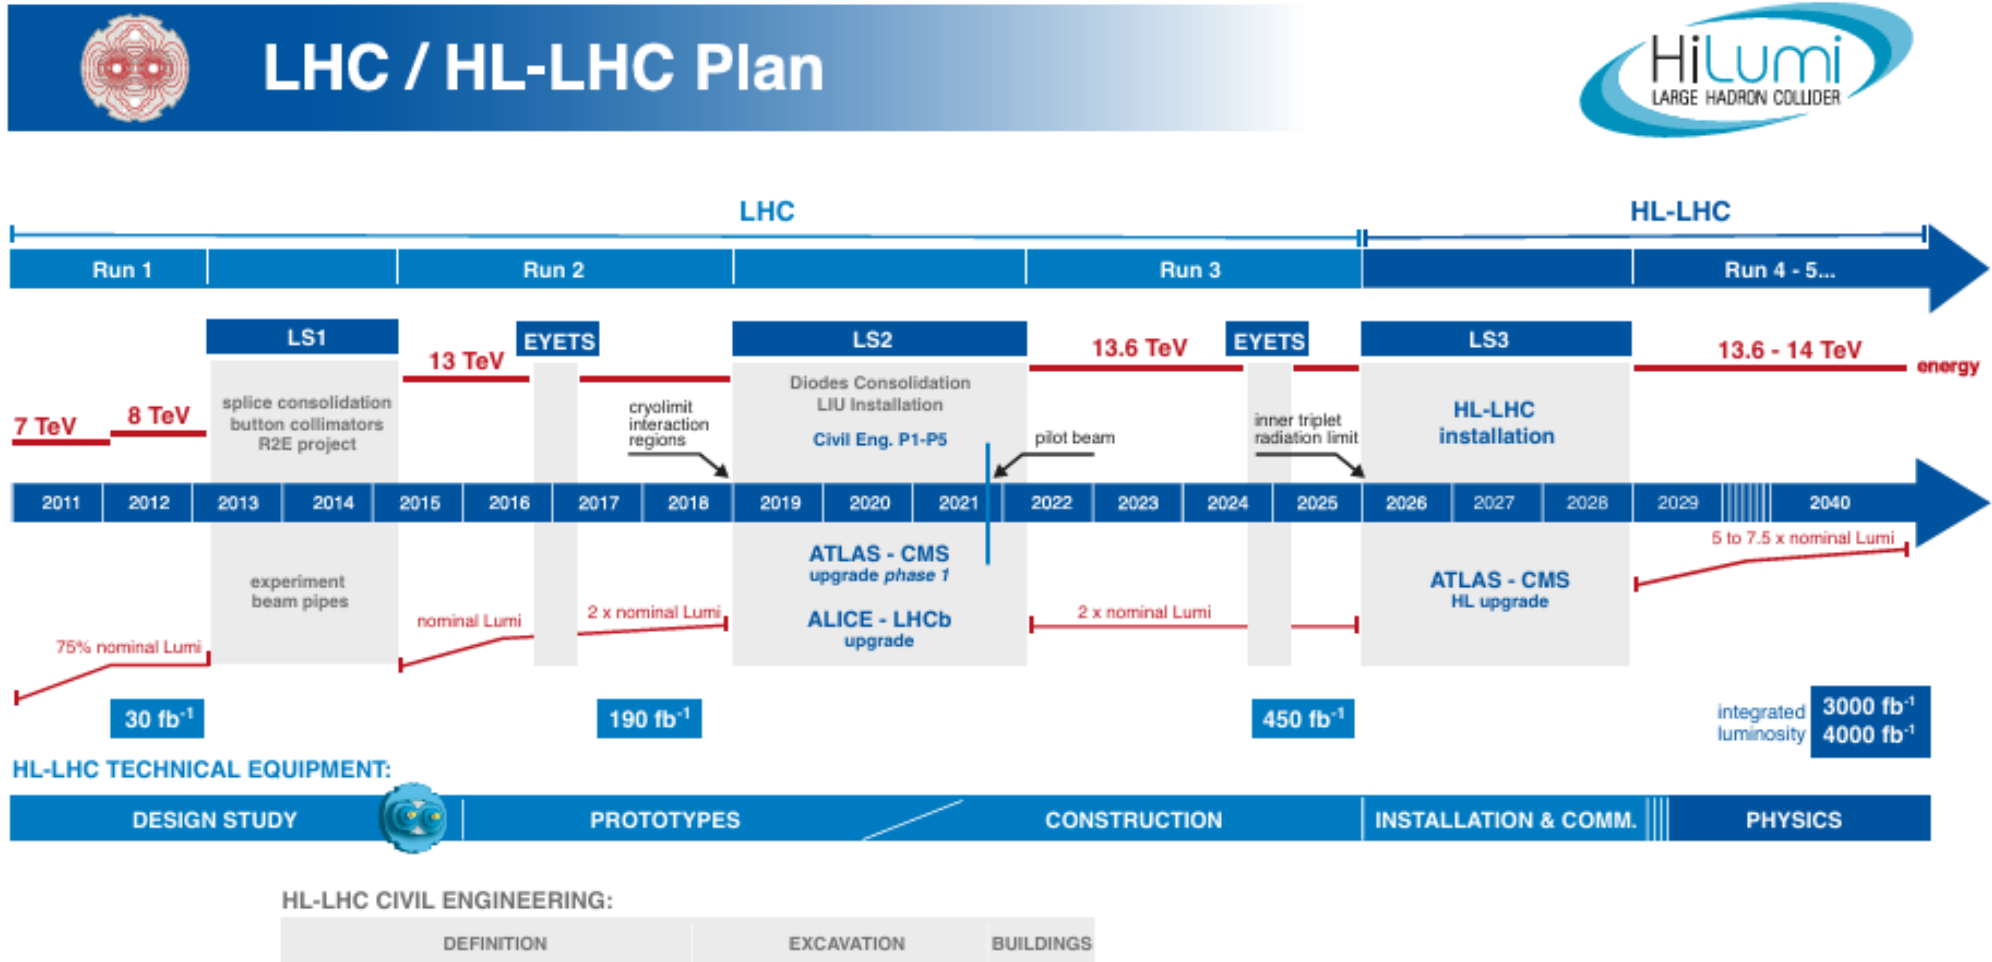 LHC / HL-LHC Plan
HiLumi
LARGE HADRON COLLIDER
LHC
HL-LHC
Run 1
Run 2
Run 3
Run 4 - 5...
LS1
EYETS
LS2
EYETS
LS3
13 TeV
13.6 TeV
13.6 - 14 TeV
energy
7 TeV
8 TeV
splice consolidation
button collimators
R2E project
cryolimit
interaction
regions
Diodes Consolidation
LIU Installation
Civil Eng. P1-P5
pilot beam
inner triplet
radiation limit
HL-LHC
installation
2011
2012
2013
2014
2015
2016
2017
2018
2019
2020
2021
2022
2023
2024
2025
2026
2027
2028
2029
2040
experiment
beam pipes
ATLAS - CMS
upgrade phase 1
ALICE - LHCb
upgrade
ATLAS - CMS
HL upgrade
5 to 7.5 x nominal Lumi
75% nominal Lumi
nominal Lumi
2 x nominal Lumi
2 x nominal Lumi
30 fb⁻¹
190 fb⁻¹
450 fb⁻¹
integrated
luminosity
3000 fb⁻¹
4000 fb⁻¹
HL-LHC TECHNICAL EQUIPMENT:
DESIGN STUDY
PROTOTYPES
CONSTRUCTION
INSTALLATION & COMM.
PHYSICS
HL-LHC CIVIL ENGINEERING:
DEFINITION
EXCAVATION
BUILDINGS